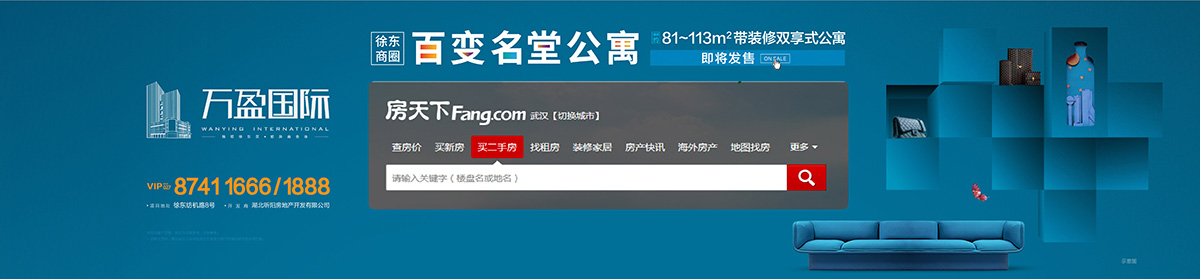 徐东
商圈
百变名堂公寓
81~113m²带装修双享式公寓
即将发售 ON SALE
万盈国际
WANYING INTERNATIONAL
VIP 8741 1666/1888
徐东纺机路8号
湖北昕阳房地产开发有限公司
房天下Fang.com 武汉【切换城市】
查房价 买新房 买二手房 找租房 装修家居 房产快讯 海外房产 地图找房 更多
请输入关键字（楼盘名或地名）
示意图